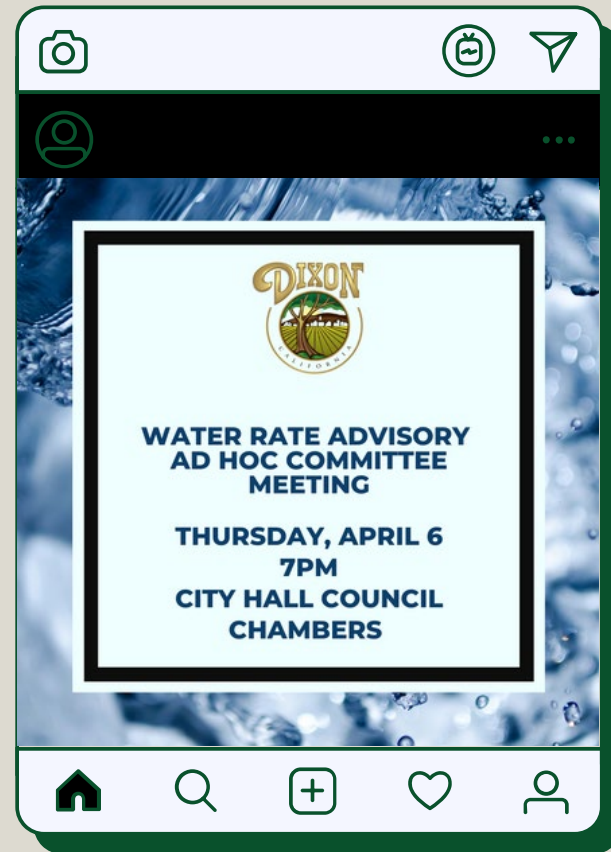 DIXON
CALIFORNIA
WATER RATE ADVISORY
AD HOC COMMITTEE
MEETING
THURSDAY, APRIL 6
7PM
CITY HALL COUNCIL
CHAMBERS